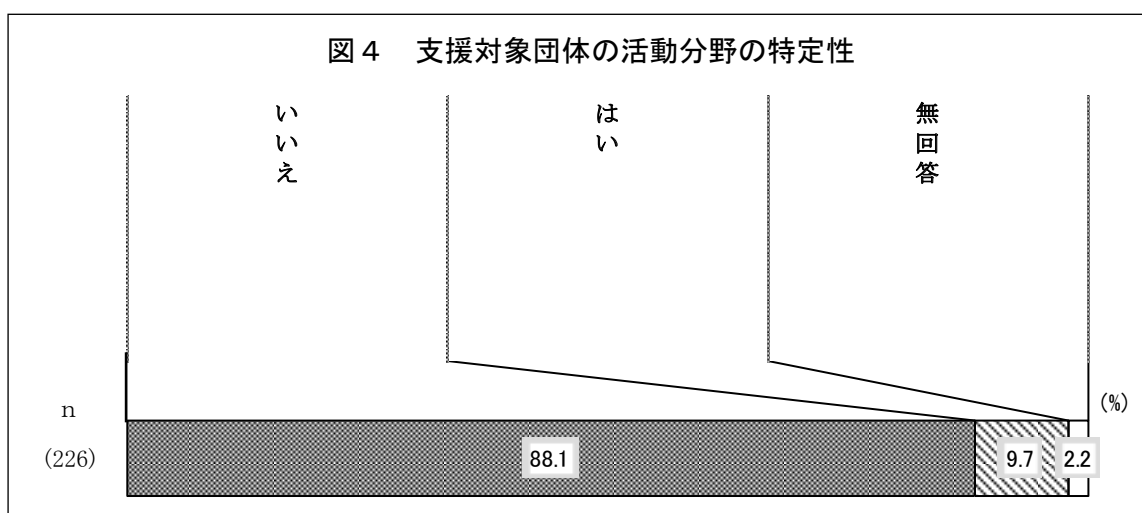 図４　支援対象団体の活動分野の特定性
いいえ
はい
無回答
(%)
n
(226)
88.1
9.7
2.2